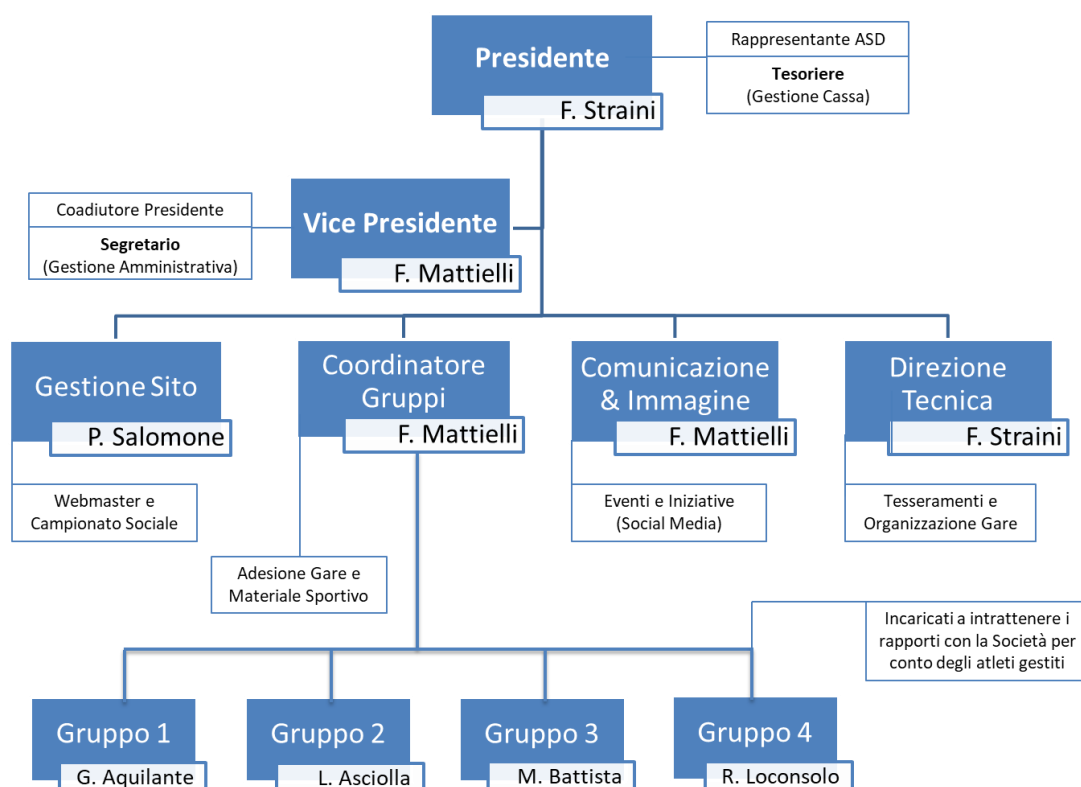 Presidente
F. Straini
Rappresentante ASD
Tesoriere
(Gestione Cassa)
Coadiutore Presidente
Segretario
(Gestione Amministrativa)
Vice Presidente
F. Mattielli
Gestione Sito
P. Salomone
Webmaster e
Campionato Sociale
Coordinatore
Gruppi
F. Mattielli
Adesione Gare e
Materiale Sportivo
Comunicazione
& Immagine
F. Mattielli
Eventi e Iniziative
(Social Media)
Direzione
Tecnica
F. Straini
Tesseramenti e
Organizzazione Gare
Incaricati a intrattenere i
rapporti con la Società per
conto degli atleti gestiti
Gruppo 1
G. Aquilante
Gruppo 2
L. Asciolla
Gruppo 3
M. Battista
Gruppo 4
R. Loconsolo